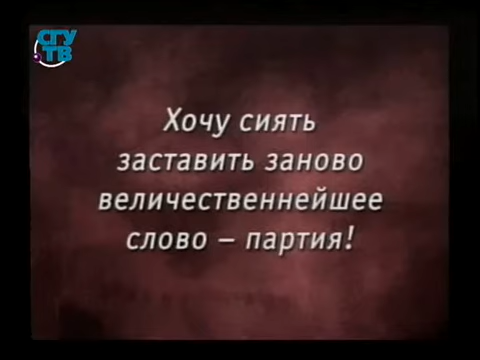 СГУ
ТВ
Хочу сиять
заставить заново
величественнейшее
слово – партия!